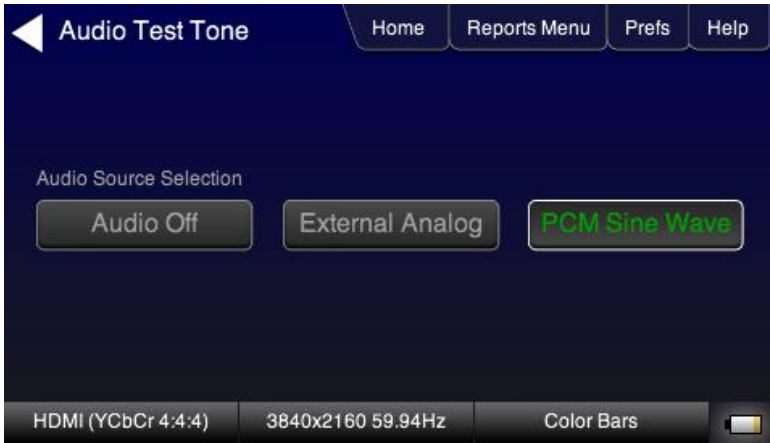 Audio Test Tone
Home
Reports Menu
Prefs
Help
Audio Source Selection
Audio Off
External Analog
PCM Sine Wave
HDMI (YCbCr 4:4:4)
3840x2160 59.94Hz
Color Bars